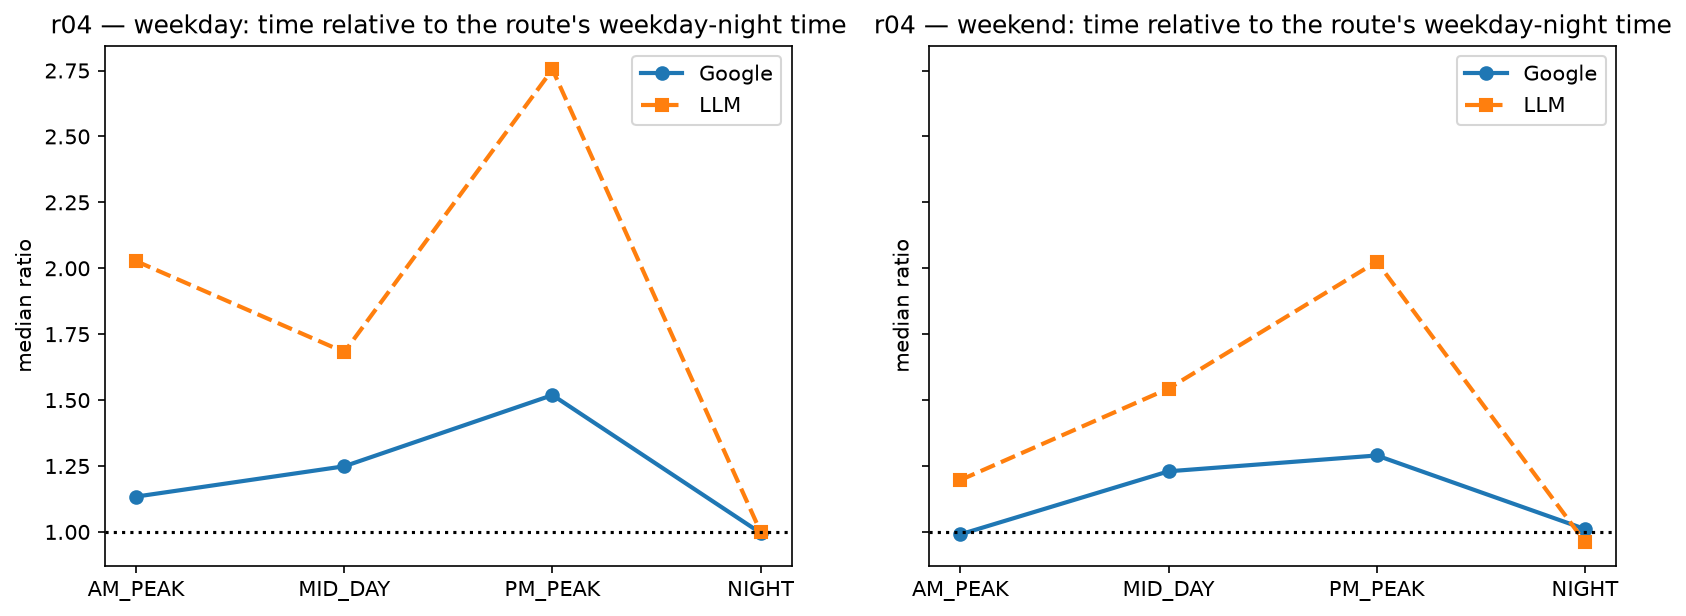 r04 — weekday: time relative to the route's weekday-night time
Google
LLM
median ratio
2.75
2.50
2.25
2.00
1.75
1.50
1.25
1.00
AM_PEAK
MID_DAY
PM_PEAK
NIGHT
r04 — weekend: time relative to the route's weekday-night time
Google
LLM
median ratio
AM_PEAK
MID_DAY
PM_PEAK
NIGHT